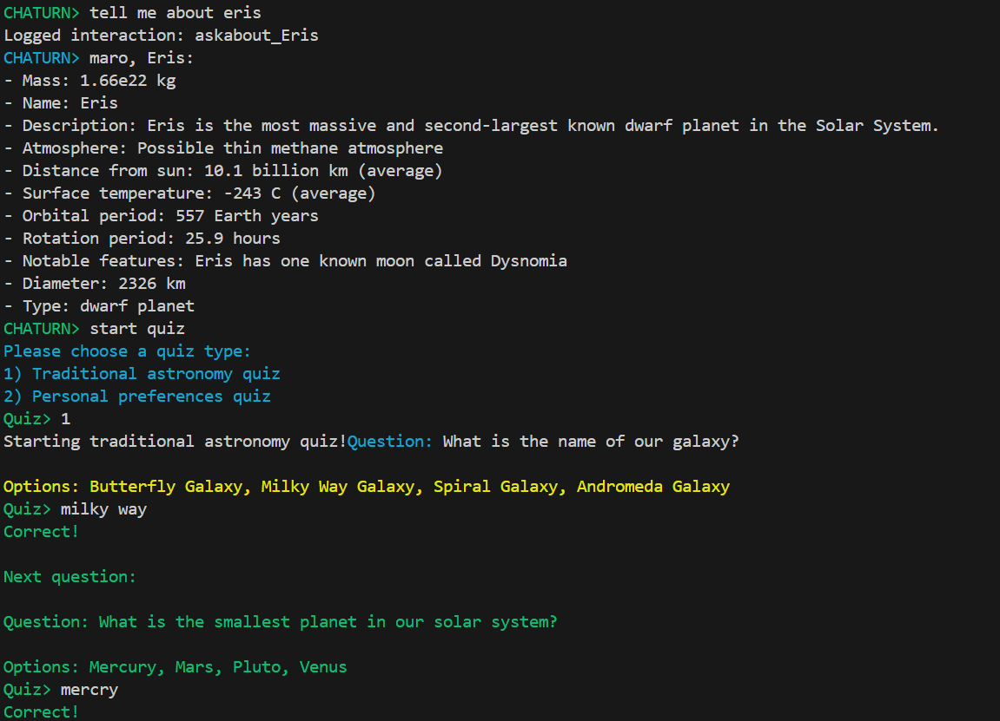 CHATURN> tell me about eris
Logged interaction: askabout_Eris
CHATURN> maro, Eris:
- Mass: 1.66e22 kg
- Name: Eris
- Description: Eris is the most massive and second-largest known dwarf planet in the Solar System.
- Atmosphere: Possible thin methane atmosphere
- Distance from sun: 10.1 billion km (average)
- Surface temperature: -243 C (average)
- Orbital period: 557 Earth years
- Rotation period: 25.9 hours
- Notable features: Eris has one known moon called Dysnomia
- Diameter: 2326 km
- Type: dwarf planet
CHATURN> start quiz
Please choose a quiz type:
1) Traditional astronomy quiz
2) Personal preferences quiz
Quiz> 1
Starting traditional astronomy quiz!Question: What is the name of our galaxy?
Options: Butterfly Galaxy, Milky Way Galaxy, Spiral Galaxy, Andromeda Galaxy
Quiz> milky way
Correct!
Next question:
Question: What is the smallest planet in our solar system?
Options: Mercury, Mars, Pluto, Venus
Quiz> mercry
Correct!